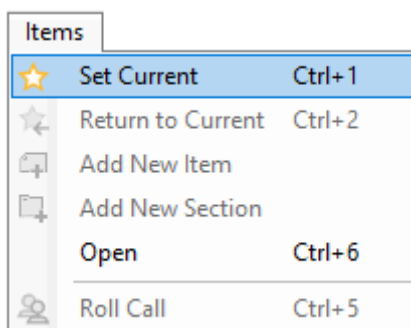 Items
Set Current Ctrl+1
Return to Current Ctrl+2
Add New Item
Add New Section
Open Ctrl+6
Roll Call Ctrl+5